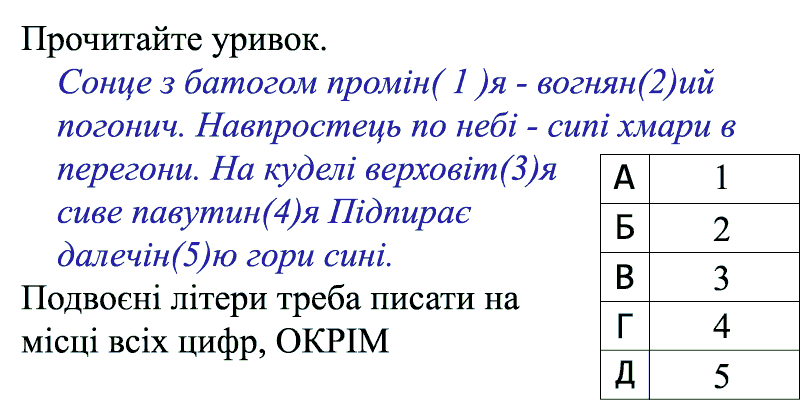 Прочитайте уривок.
Сонце з батогом промін( 1 )я - вогнян(2)ий
погонич. Навпростець по небі - сипі хмари в
перегони. На куделі верховіт(3)я
сиве павутин(4)я Підпирає
далечін(5)ю гори сині.
Подвоєні літери треба писати на
місці всіх цифр, ОКРІМ
А 1
Б 2
В 3
Г 4
Д 5